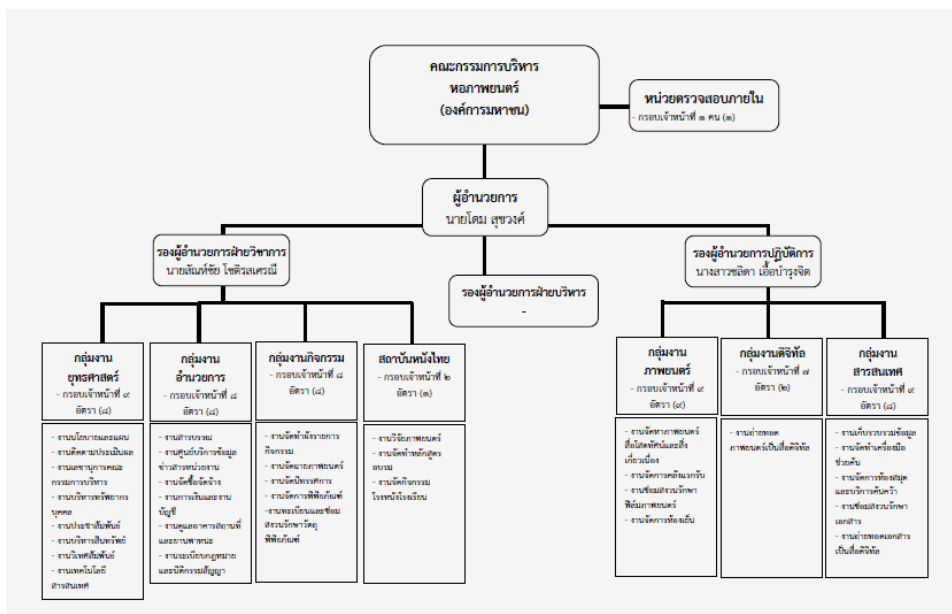 คณะกรรมการบริหาร
หอภาพยนตร์
(องค์การมหาชน)
หน่วยตรวจสอบภายใน
- กรอบเจ้าหน้าที่ ๑ คน (๑)
ผู้อำนวยการ
นายโดม สุขวงศ์
รองผู้อำนวยการฝ่ายวิชาการ
นายสัณห์ชัย โชติรสเศรณี
รองผู้อำนวยการฝ่ายบริหาร
-
รองผู้อำนวยการปฏิบัติการ
นางสาวชลิดา เอื้อบำรุงจิต
กลุ่มงาน
ยุทธศาสตร์
- กรอบเจ้าหน้าที่ ๙
อัตรา (๘)
- งานนโยบายและแผน
- งานติดตามประเมินผล
- งานเลขานุการคณะ
กรรมการบริหาร
- งานบริหารทรัพยากร
บุคคล
- งานประชาสัมพันธ์
- งานบริหารสินทรัพย์
- งานวิเทศสัมพันธ์
- งานเทคโนโลยี
สารสนเทศ
กลุ่มงาน
อำนวยการ
- กรอบเจ้าหน้าที่ ๘
อัตรา (๘)
- งานสารบรรณ
- งานศูนย์บริการข้อมูล
ข่าวสารหน่วยงาน
- งานจัดซื้อจัดจ้าง
- งานการเงินและงาน
บัญชี
- งานดูแลอาคารสถานที่
และยานพาหนะ
- งานระเบียบกฎหมาย
และนิติกรรมสัญญา
กลุ่มงานกิจกรรม
- กรอบเจ้าหน้าที่ ๘
อัตรา (๘)
- งานจัดทำผังรายการ
กิจกรรม
- งานจัดฉายภาพยนตร์
- งานจัดนิทรรศการ
- งานจัดการพิพิธภัณฑ์
-งานทะเบียนและซ่อม
สงวนรักษาวัตถุ
พิพิธภัณฑ์
สถาบันหนังไทย
- กรอบเจ้าหน้าที่ ๒
อัตรา (๑)
- งานวิจัยภาพยนตร์
- งานจัดทำหลักสูตร
อบรม
- งานจัดกิจกรรม
โรงหนังโรงเรียน
กลุ่มงาน
ภาพยนตร์
- กรอบเจ้าหน้าที่ ๙
อัตรา (๙)
- งานจัดหาภาพยนตร์
สื่อโสตทัศน์และสิ่ง
เกี่ยวเนื่อง
- งานจัดการคลังแรกรับ
- งานซ่อมสงวนรักษา
ฟิล์มภาพยนตร์
- งานจัดการห้องเย็น
กลุ่มงานดิจิทัล
- กรอบเจ้าหน้าที่ ๗
อัตรา (๒)
- งานถ่ายทอด
ภาพยนตร์เป็นสื่อดิจิทัล
กลุ่มงาน
สารสนเทศ
- กรอบเจ้าหน้าที่ ๙
อัตรา (๘)
- งานเก็บรวบรวมข้อมูล
- งานจัดทำเครื่องมือ
ช่วยค้น
- งานจัดการห้องสมุด
และบริการค้นคว้า
- งานซ่อมสงวนรักษา
เอกสาร
- งานถ่ายทอดเอกสาร
เป็นสื่อดิจิทัล